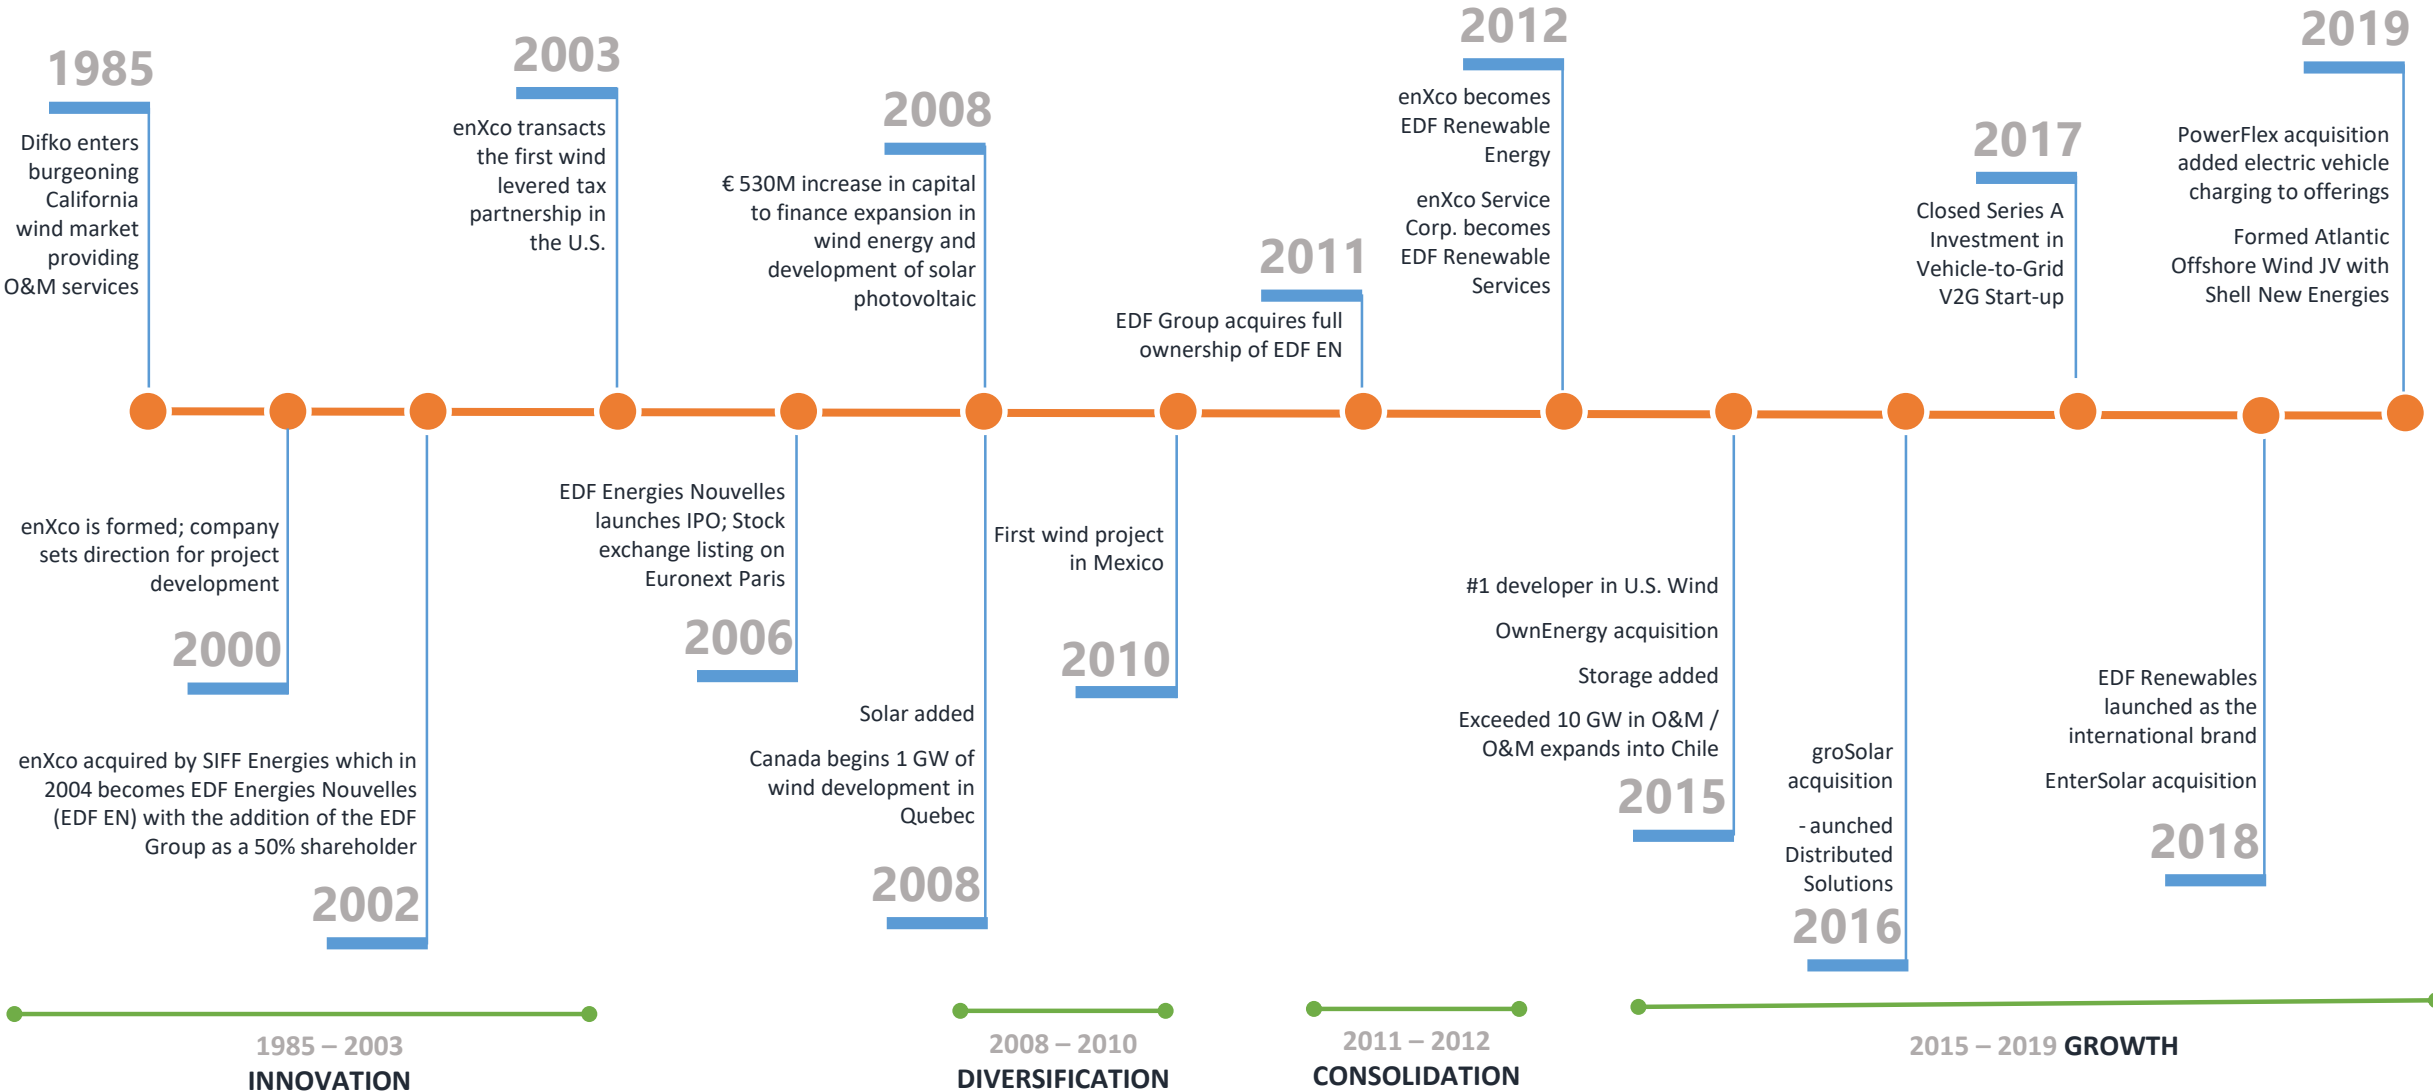 1985
Difko enters
burgeoning
California
wind market
providing
O&M services
2000
enXco is formed; company
sets direction for project
development
2002
enXco acquired by SIFF Energies which in
2004 becomes EDF Energies Nouvelles
(EDF EN) with the addition of the EDF
Group as a 50% shareholder
2003
enXco transacts
the first wind
levered tax
partnership in
the U.S.
EDF Energies Nouvelles
launches IPO; Stock
exchange listing on
Euronext Paris
2006
2008
€ 530M increase in capital
to finance expansion in
wind energy and
development of solar
photovoltaic
Solar added
Canada begins 1 GW of
wind development in
Quebec
2008
First wind project
in Mexico
2010
2011
EDF Group acquires full
ownership of EDF EN
2012
enXco becomes
EDF Renewable
Energy
enXco Service
Corp. becomes
EDF Renewable
Services
#1 developer in U.S. Wind
OwnEnergy acquisition
Storage added
Exceeded 10 GW in O&M /
O&M expands into Chile
2015
groSolar
acquisition
- aunched
Distributed
Solutions
2016
2017
Closed Series A
Investment in
Vehicle-to-Grid
V2G Start-up
EDF Renewables
launched as the
international brand
EnterSolar acquisition
2018
2019
PowerFlex acquisition
added electric vehicle
charging to offerings
Formed Atlantic
Offshore Wind JV with
Shell New Energies
1985 – 2003
INNOVATION
2008 – 2010
DIVERSIFICATION
2011 – 2012
CONSOLIDATION
2015 – 2019 GROWTH